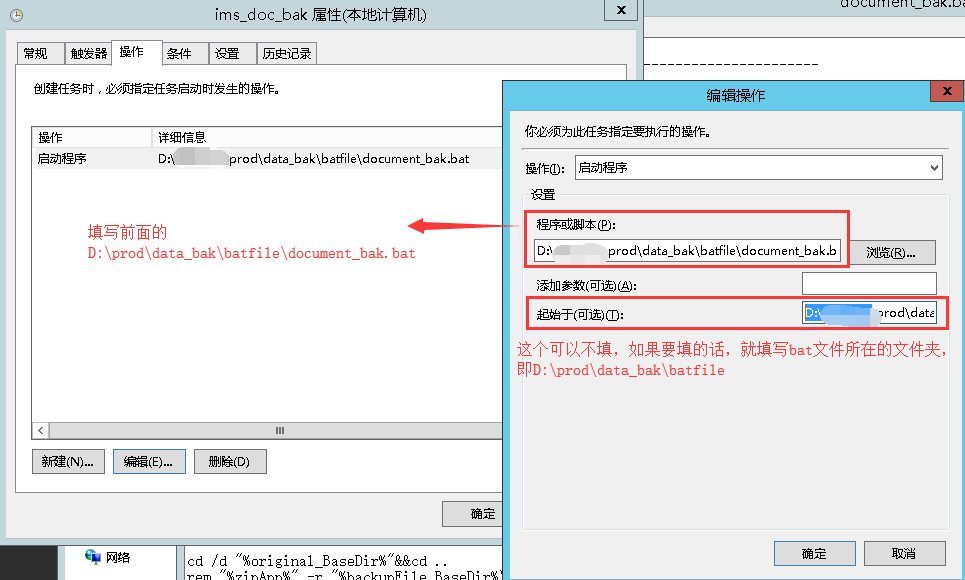 ims_doc_bak 属性(本地计算机)
常规 触发器 操作 条件 设置 历史记录
创建任务时，必须指定任务启动时发生的操作。
操作 详细信息
启动程序 D:\ prod\data_bak\batfile\document_bak.bat
填写前面的
D:\prod\data_bak\batfile\document_bak.bat
新建(N)... 编辑(E)... 删除(D)
确定
document_bak.ba
----------------------
编辑操作
你必须为此任务指定要执行的操作。
操作(I): 启动程序
设置
程序或脚本(P):
D:\ prod\data_bak\batfile\document_bak.b 浏览(R)...
添加参数(可选)(A):
起始于(可选)(T): D:\ prod\data
这个可以不填，如果要填的话，就填写bat文件所在的文件夹，
即D:\prod\data_bak\batfile
确定 取消
网络
cd /d "%original_BaseDir%"&&cd ..
rem "%zipApp%" -r "%backupFile_BaseDir%\